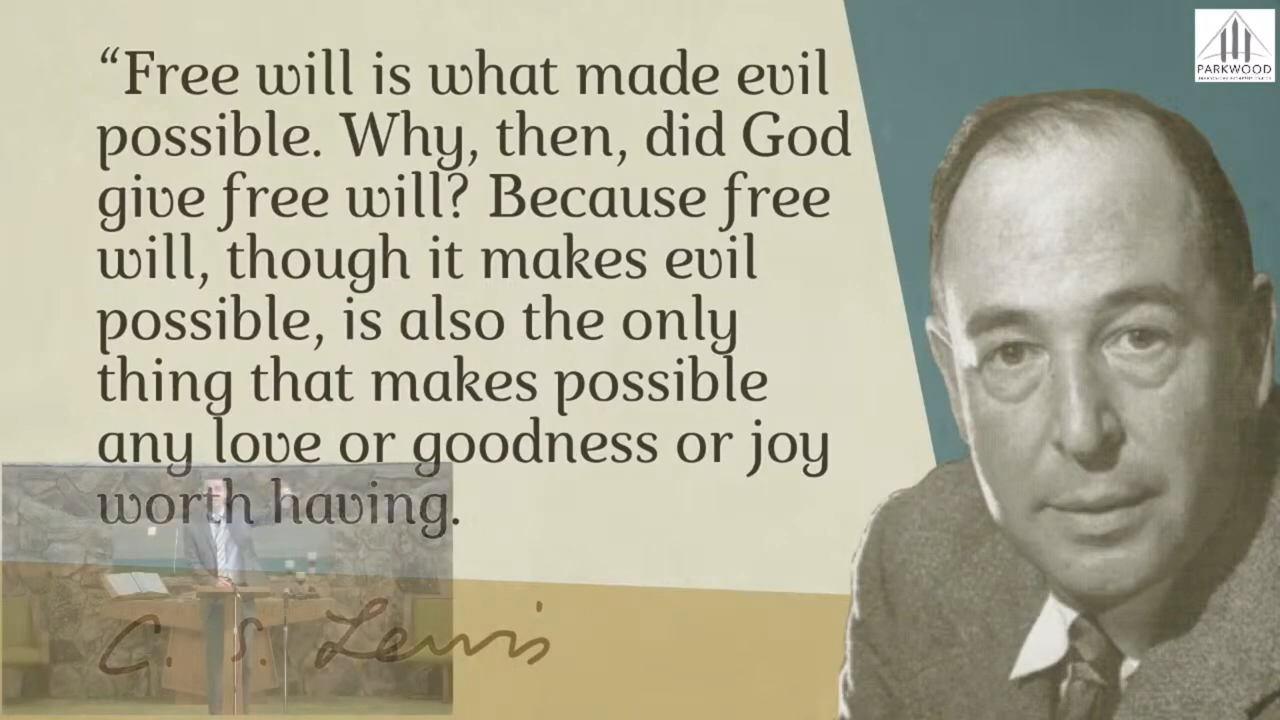 “Free will is what made evil
possible. Why, then, did God
give free will? Because free
will, though it makes evil
possible, is also the only
thing that makes possible
any love or goodness or joy
worth having.
C. S. Lewis
PARKWOOD